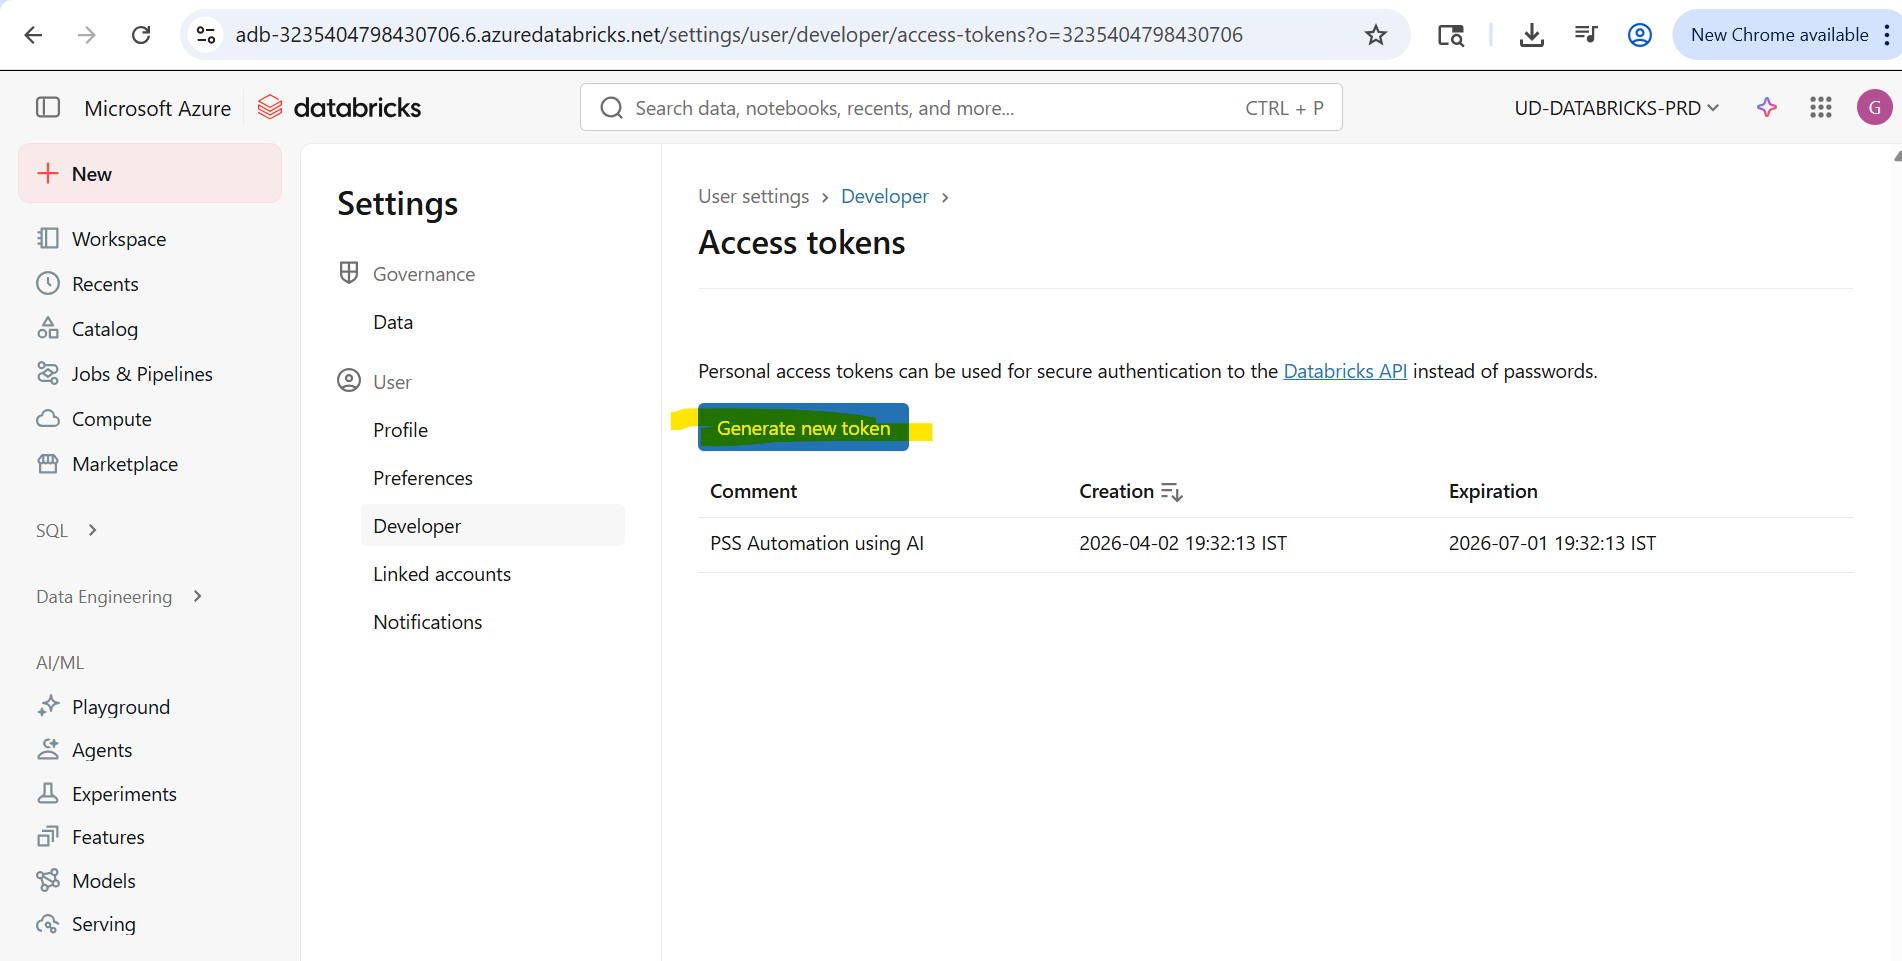 adb-3235404798430706.6.azuredatabricks.net/settings/user/developer/access-tokens?o=3235404798430706
New Chrome available
Microsoft Azure
databricks
Search data, notebooks, recents, and more...
CTRL + P
UD-DATABRICKS-PRD
G
New
Workspace
Recents
Catalog
Jobs & Pipelines
Compute
Marketplace
SQL
Data Engineering
AI/ML
Playground
Agents
Experiments
Features
Models
Serving
Settings
Governance
Data
User
Profile
Preferences
Developer
Linked accounts
Notifications
User settings > Developer >
Access tokens
Personal access tokens can be used for secure authentication to the Databricks API instead of passwords.
Generate new token
Comment Creation Expiration
PSS Automation using AI 2026-04-02 19:32:13 IST 2026-07-01 19:32:13 IST